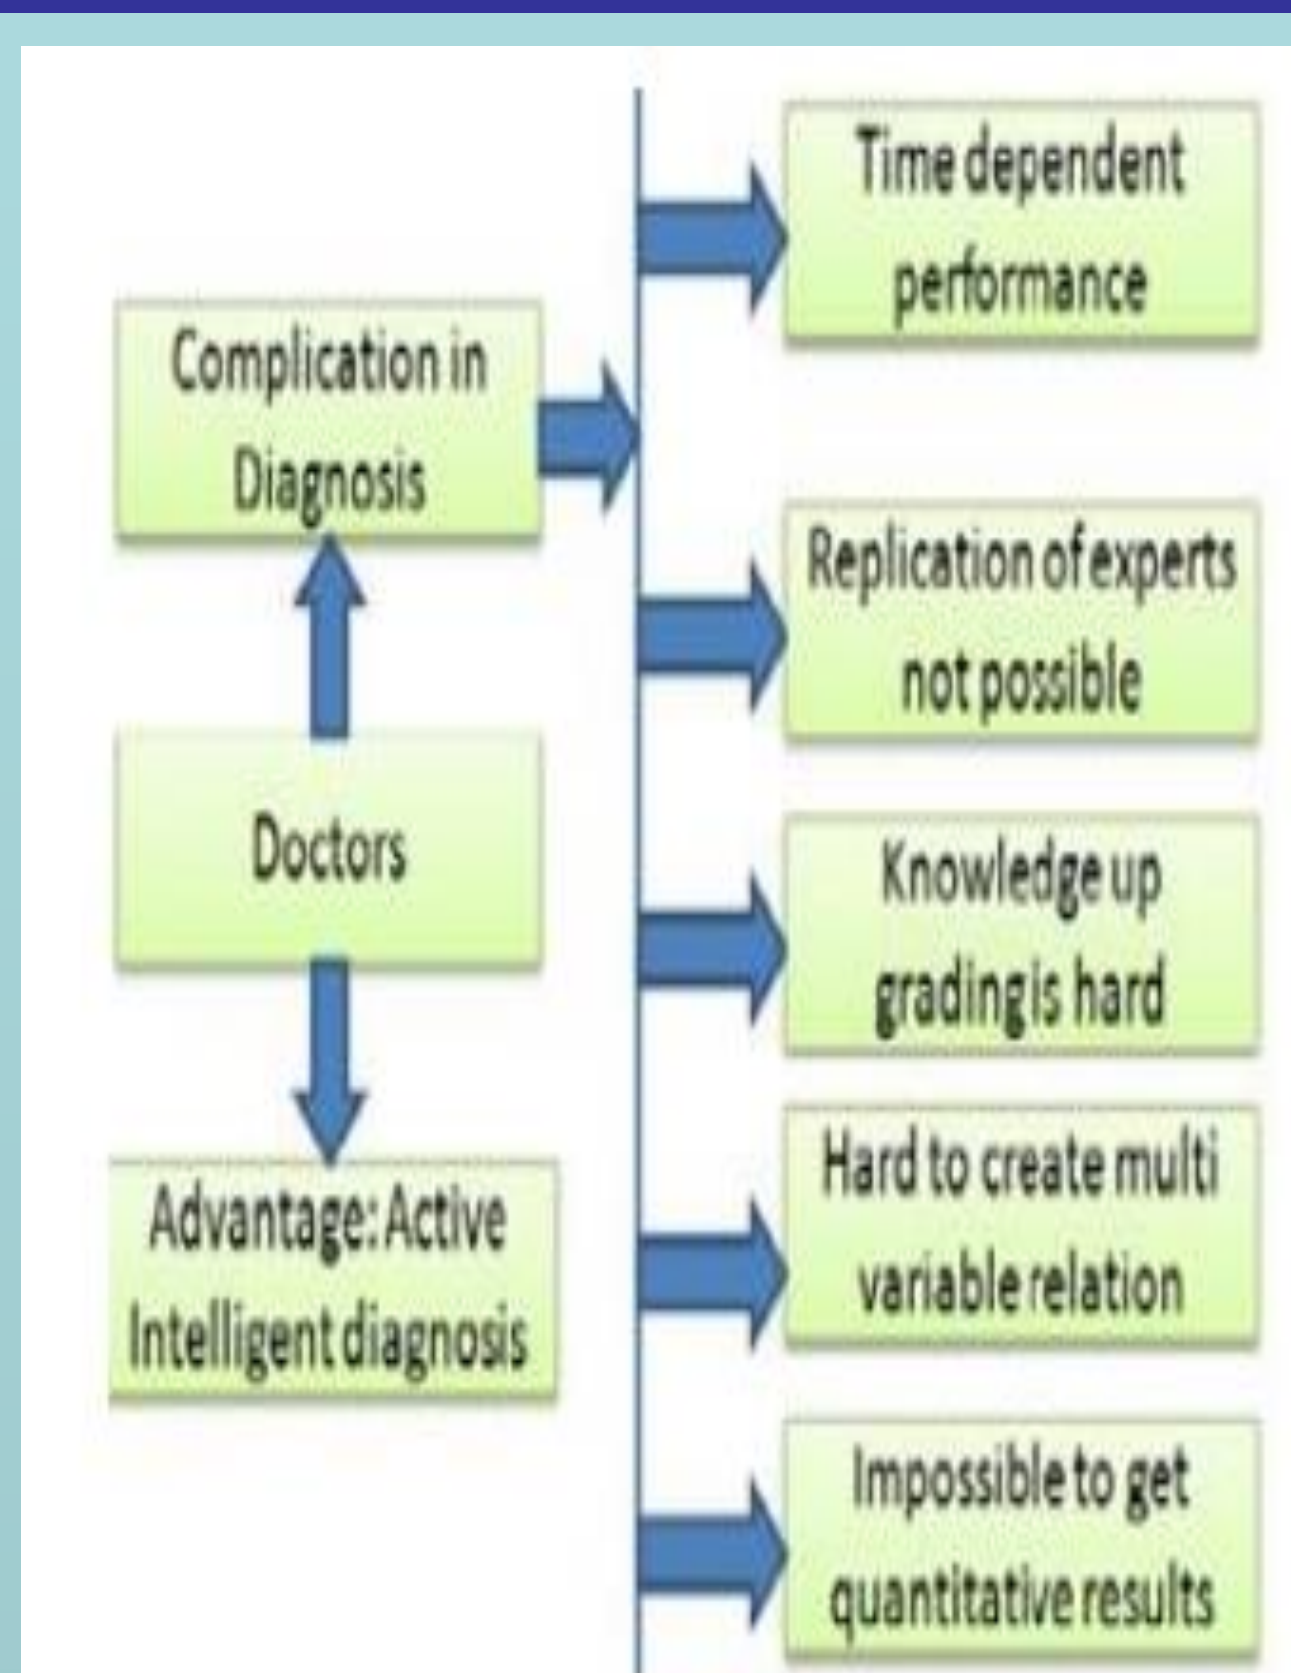 Complication in
Diagnosis
Doctors
Advantage: Active
Intelligent diagnosis
Time dependent
performance
Replication of experts
not possible
Knowledge up
grading is hard
Hard to create multi
variable relation
Impossible to get
quantitative results